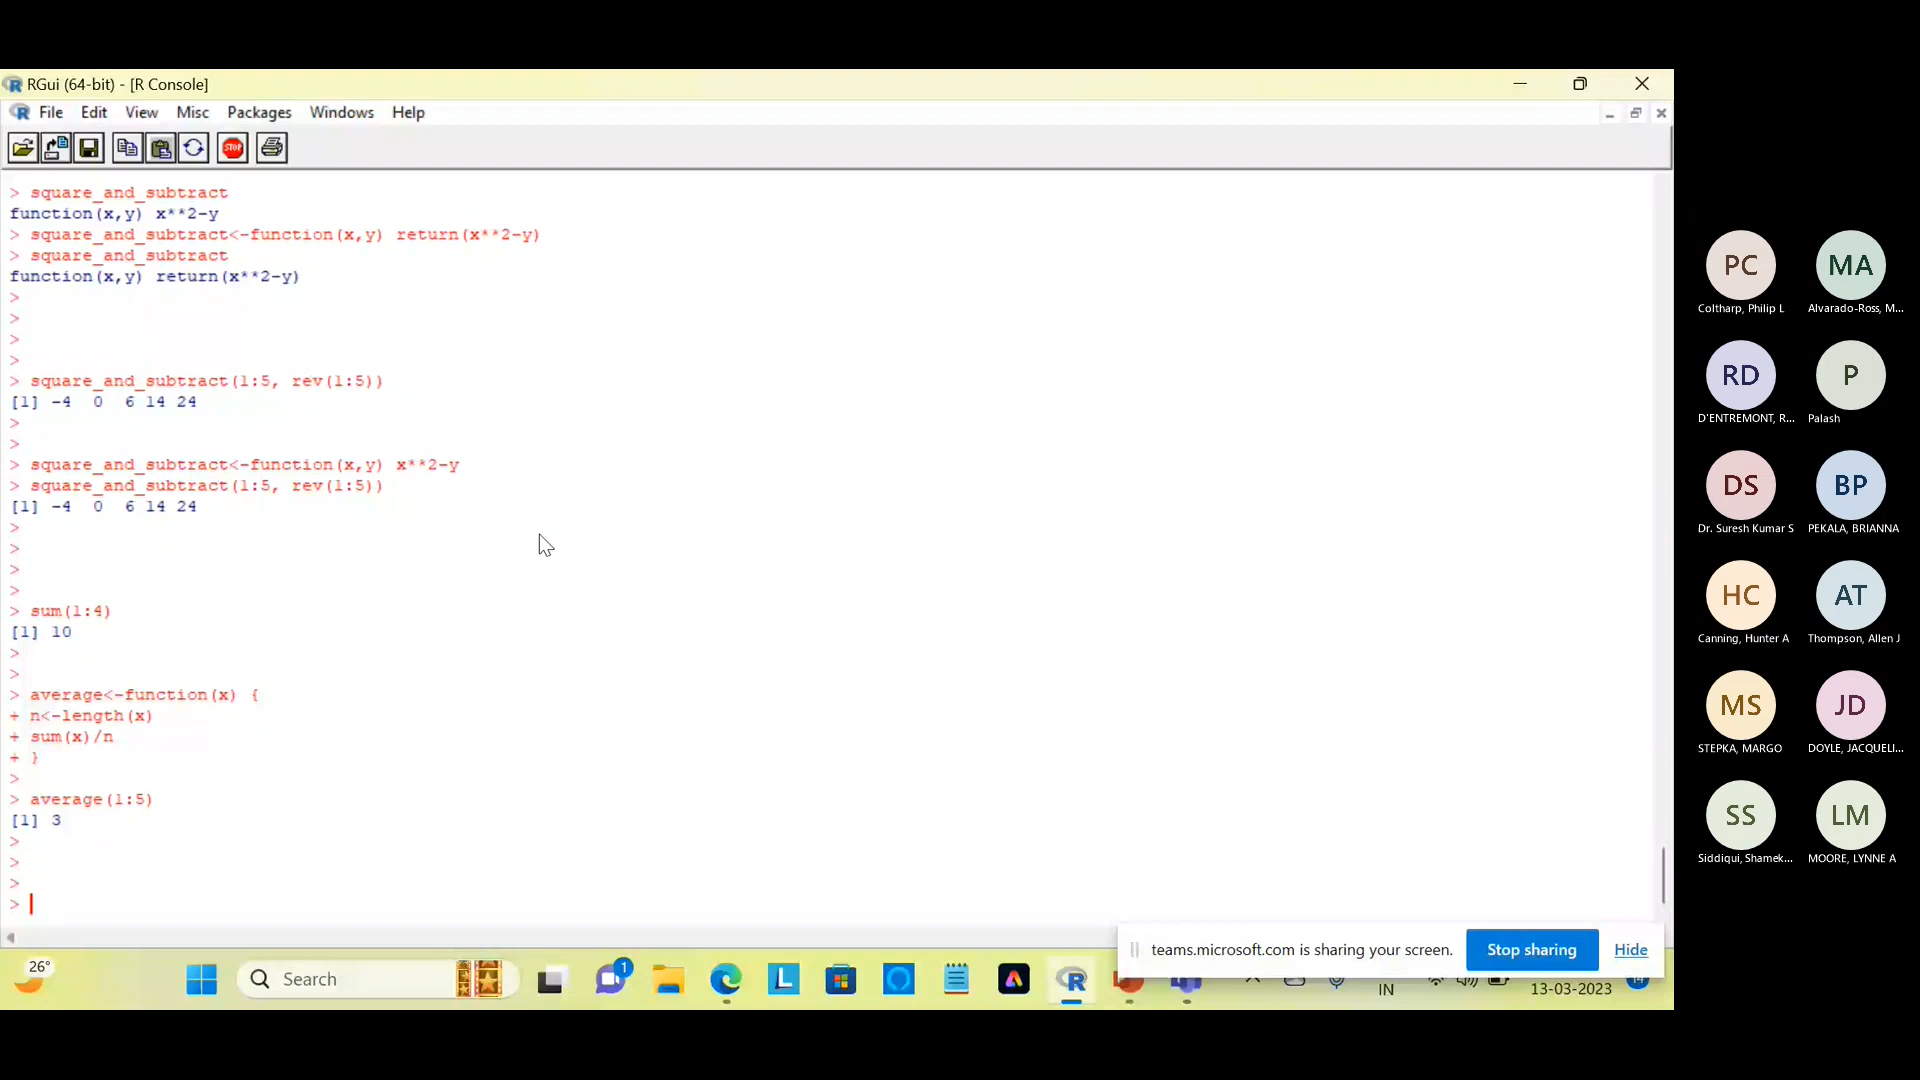 RGui (64-bit) - [R Console]
File Edit View Misc Packages Windows Help
STOP
> square_and_subtract
function(x,y) x**2-y
> square_and_subtract<-function(x,y) return(x**2-y)
> square_and_subtract
function(x,y) return(x**2-y)
>
>
>
>
> square_and_subtract(1:5, rev(1:5))
[1] -4  0  6 14 24
>
>
> square_and_subtract<-function(x,y) x**2-y
> square_and_subtract(1:5, rev(1:5))
[1] -4  0  6 14 24
>
>
>
>
> sum(1:4)
[1] 10
>
>
> average<-function(x) {
+ n<-length(x)
+ sum(x)/n
+ }
>
> average(1:5)
[1] 3
>
>
>
>
teams.microsoft.com is sharing your screen. Stop sharing Hide
26°
Search
1
L
R
IN
13-03-2023
PC MA
Coltharp, Philip L Alvarado-Ross, M...
RD P
D'ENTREMONT, R... Palash
DS BP
Dr. Suresh Kumar S PEKALA, BRIANNA
HC AT
Canning, Hunter A Thompson, Allen J
MS JD
STEPKA, MARGO DOYLE, JACQUELI...
SS LM
Siddiqui, Shamek... MOORE, LYNNE A